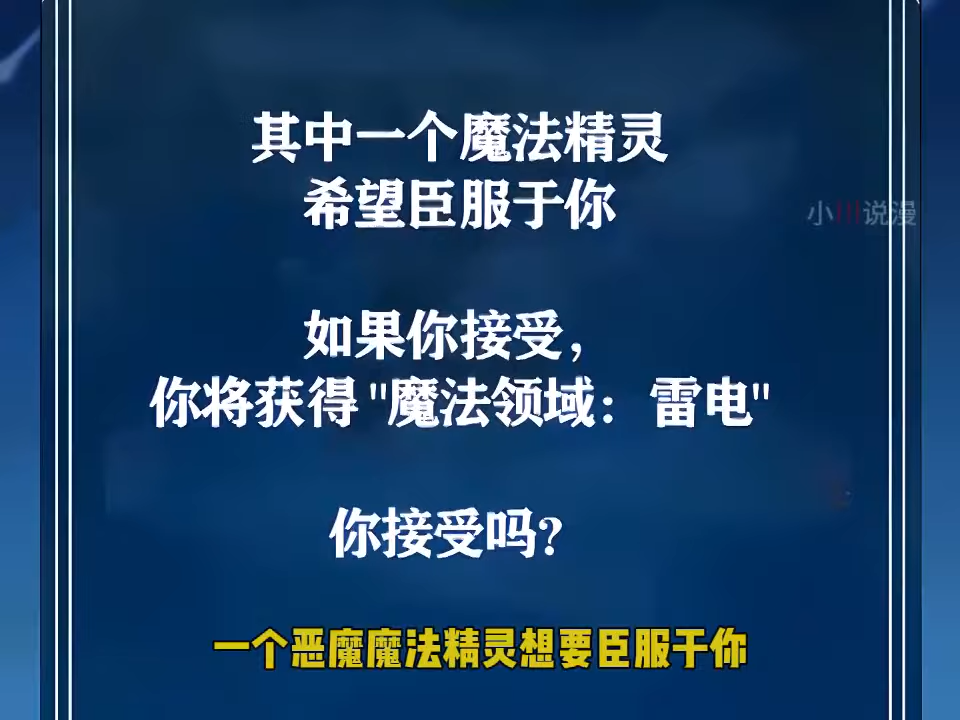 其中一个魔法精灵
希望臣服于你
小川说漫
如果你接受，
你将获得"魔法领域：雷电"
你接受吗？
一个恶魔魔法精灵想要臣服于你